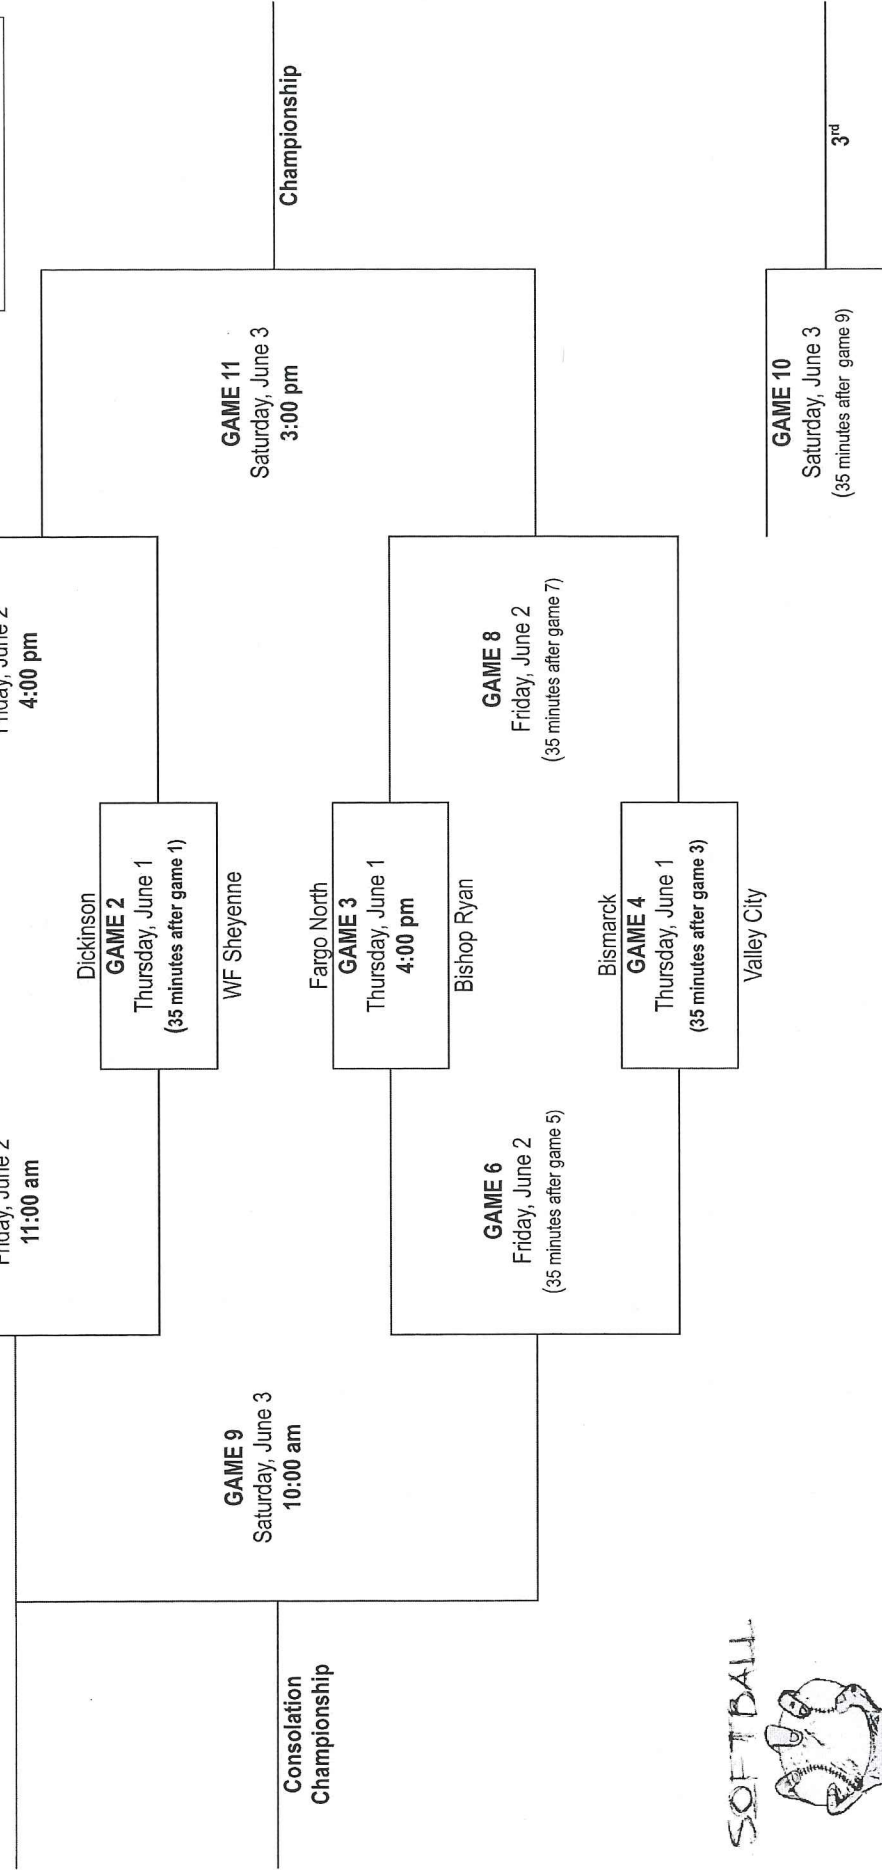 Friday, June 2
11:00 am
Friday, June 2
4:00 pm
Dickinson
GAME 2
Thursday, June 1
(35 minutes after game 1)
WF Sheyenne
GAME 9
Saturday, June 3
10:00 am
Consolation
Championship
GAME 11
Saturday, June 3
3:00 pm
Championship
Fargo North
GAME 3
Thursday, June 1
4:00 pm
Bishop Ryan
GAME 6
Friday, June 2
(35 minutes after game 5)
GAME 8
Friday, June 2
(35 minutes after game 7)
Bismarck
GAME 4
Thursday, June 1
(35 minutes after game 3)
Valley City
SOFTBALL
GAME 10
Saturday, June 3
(35 minutes after game 9)
3rd